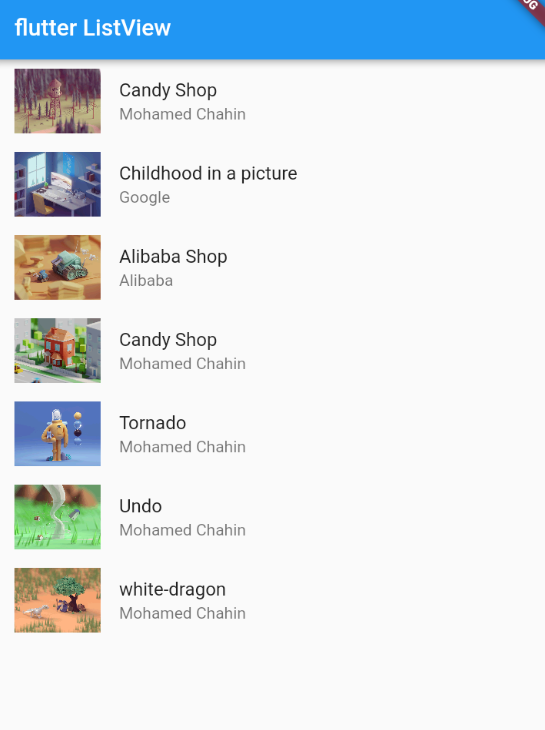 flutter ListView
Candy Shop
Mohamed Chahin
Childhood in a picture
Google
Alibaba Shop
Alibaba
Candy Shop
Mohamed Chahin
Tornado
Mohamed Chahin
Undo
Mohamed Chahin
white-dragon
Mohamed Chahin